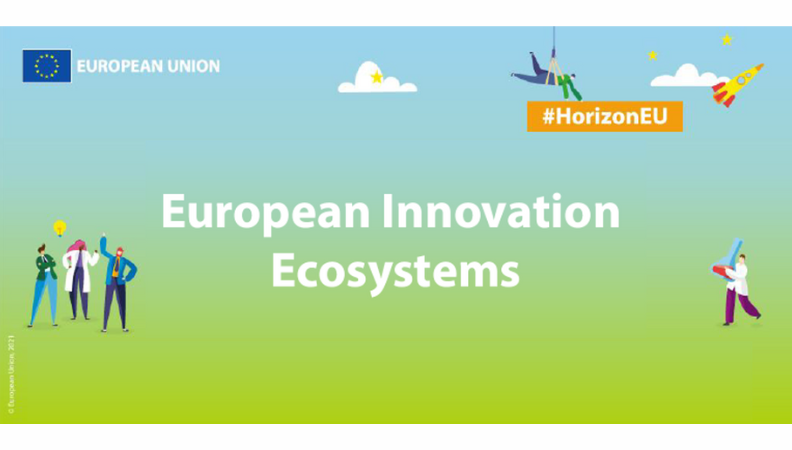 EUROPEAN UNION
#HorizonEU
European Innovation
Ecosystems
© European Union, 2021